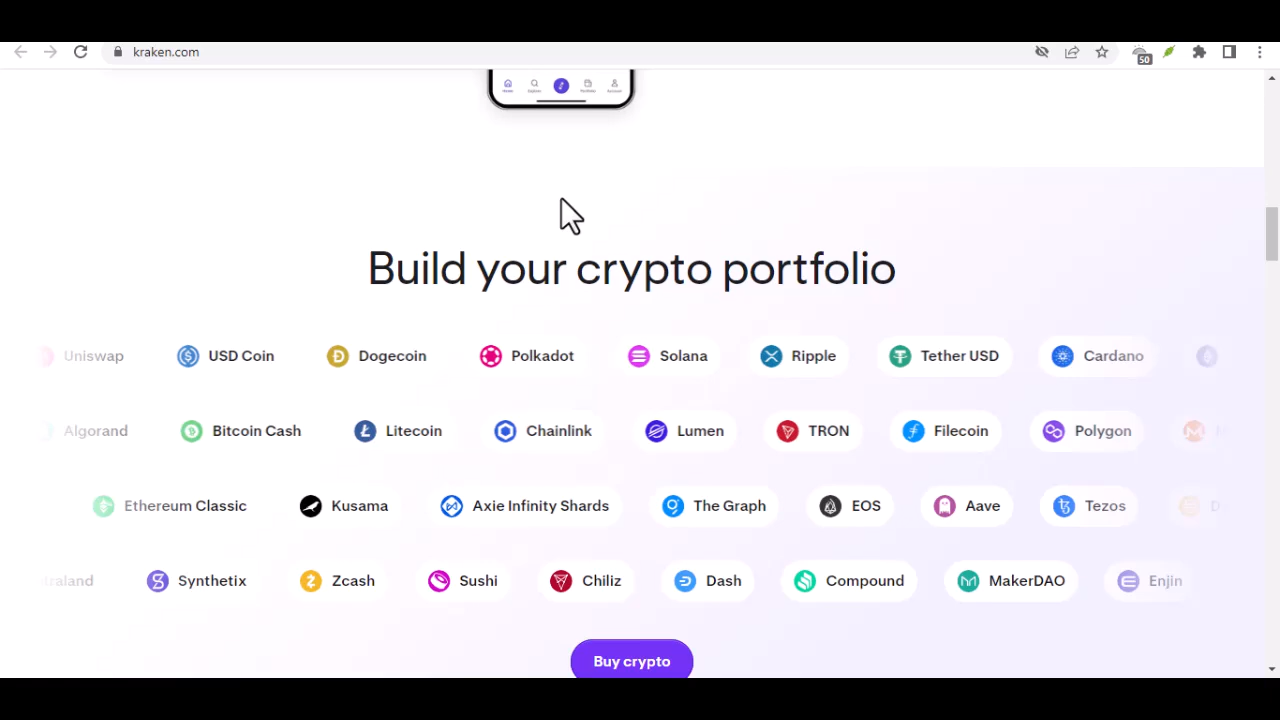 kraken.com
50
Build your crypto portfolio
Uniswap USD Coin Dogecoin Polkadot Solana Ripple Tether USD Cardano
Algorand Bitcoin Cash Litecoin Chainlink Lumen TRON Filecoin Polygon
Ethereum Classic Kusama Axie Infinity Shards The Graph EOS Aave Tezos D
raland Synthetix Zcash Sushi Chiliz Dash Compound MakerDAO Enjin
Buy crypto